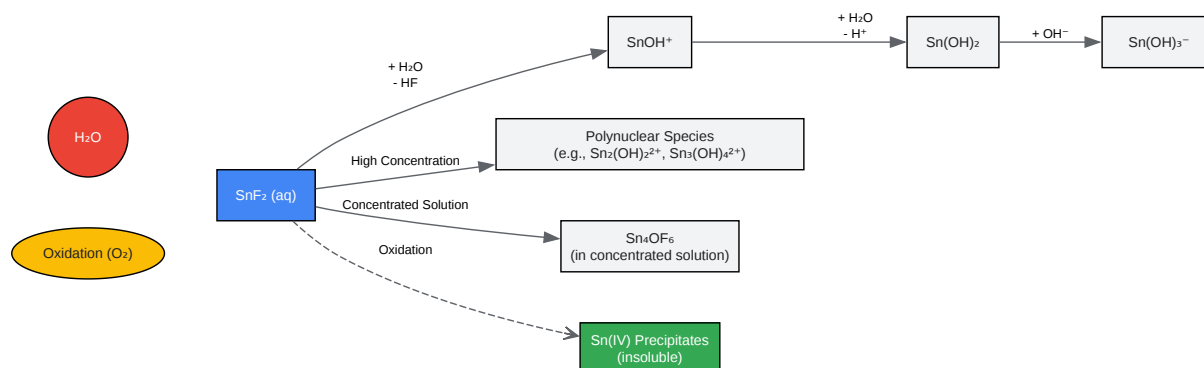 + H₂O
- H⁺
SnOH⁺
Sn(OH)₂
+ OH⁻
Sn(OH)₃⁻
+ H₂O
- HF
H₂O
Polynuclear Species
(e.g., Sn₂(OH)₂²⁺, Sn₃(OH)₄²⁺)
High Concentration
SnF₂ (aq)
Concentrated Solution
Sn₄OF₆
(in concentrated solution)
Oxidation (O₂)
Oxidation
Sn(IV) Precipitates
(insoluble)